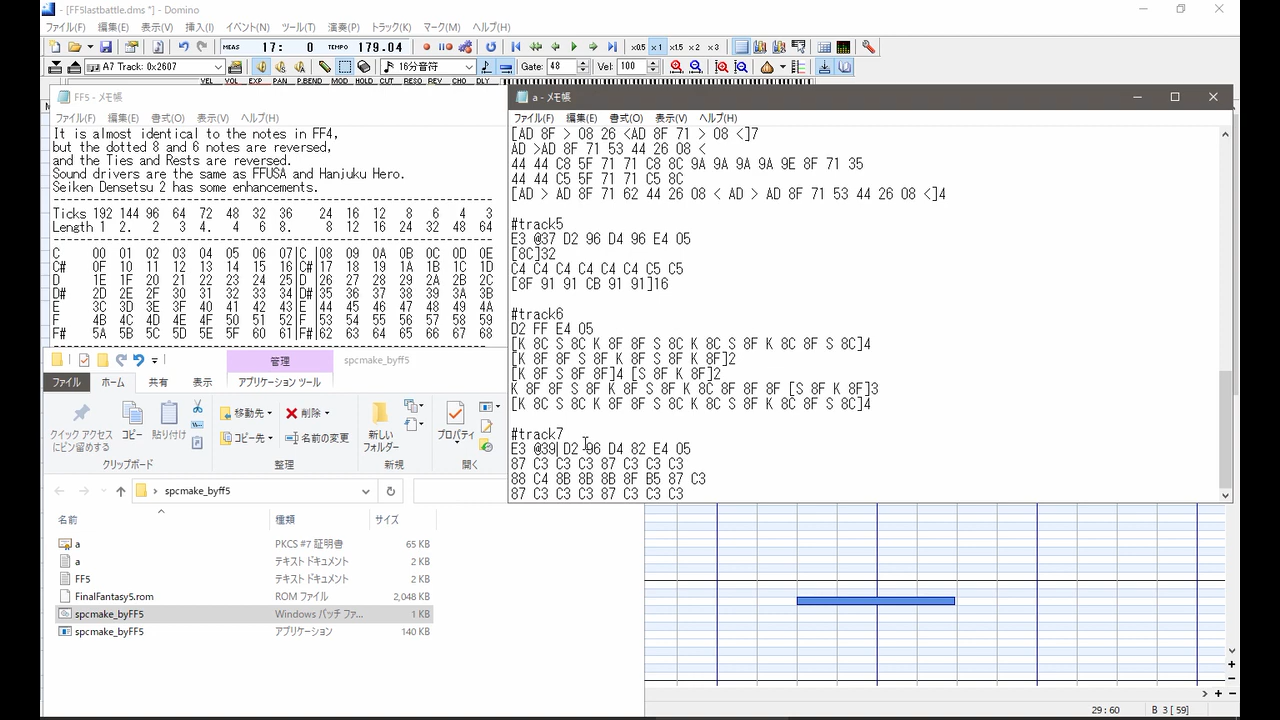 - [FF5lastbattle.dms *] - Domino
ファイル(F) 編集(E) 表示(V) 挿入(I) イベント(N) ツール(T) 演奏(P) トラック(K) マーク(M) ヘルプ(H)
MEAS 17: 0 TEMPO 179.04 x0.5 x1 x1.5 x2 x3
A7 Track: 0x2607 16分音符 Gate: 48 Vel: 100
VEL VOL EXP PAN P.BEND MOD HOLD CUT RESO REV CHO DLY
FF5 - メモ帳
ファイル(F) 編集(E) 書式(O) 表示(V) ヘルプ(H)
It is almost identical to the notes in FF4,
but the dotted 8 and 6 notes are reversed,
and the Ties and Rests are reversed.
Sound drivers are the same as FFUSA and Hanjuku Hero.
Seiken Densetsu 2 has some enhancements.
Ticks 192 144 96 64 72 48 32 36 24 16 12 8 6 4 3
Length 1 2. 2 3 4. 4 6 8. 8 12 16 24 32 48 64
C 00 01 02 03 04 05 06 07|C |08 09 0A 0B 0C 0D 0E
C# 0F 10 11 12 13 14 15 16|C#|17 18 19 1A 1B 1C 1D
D 1E 1F 20 21 22 23 24 25|D |26 27 28 29 2A 2B 2C
D# 2D 2E 2F 30 31 32 33 34|D#|35 36 37 38 39 3A 3B
E 3C 3D 3E 3F 40 41 42 43|E |44 45 46 47 48 49 4A
F 4B 4C 4D 4E 4F 50 51 52|F |53 54 55 56 57 58 59
F# 5A 5B 5C 5D 5E 5F 60 61|F#|62 63 64 65 66 67 68
a - メモ帳
ファイル(F) 編集(E) 書式(O) 表示(V) ヘルプ(H)
[AD 8F > 08 26 <AD 8F 71 > 08 <]7
AD >AD 8F 71 53 44 26 08 <
44 44 C8 5F 71 71 C8 8C 9A 9A 9A 9A 9E 8F 71 35
44 44 C5 5F 71 71 C5 8C
[AD > AD 8F 71 62 44 26 08 < AD > AD 8F 71 53 44 26 08 <]4
#track5
E3 @37 D2 96 D4 96 E4 05
[8C]32
C4 C4 C4 C4 C4 C4 C5 C5
[8F 91 91 CB 91 91]16
#track6
D2 FF E4 05
[K 8C S 8C K 8F 8F S 8C K 8C S 8F K 8C 8F S 8C]4
[K 8F 8F S 8F K 8F S 8F K 8F]2
[K 8F S 8F 8F]4 [S 8F K 8F]2
K 8F 8F S 8F K 8F S 8F K 8C 8F 8F 8F [S 8F K 8F]3
[K 8C S 8C K 8F 8F S 8C K 8C S 8F K 8C 8F S 8C]4
#track7
E3 @39 D2 96 D4 82 E4 05
87 C3 C3 C3 87 C3 C3 C3
88 C4 8B 8B 8B 8F B5 87 C3
87 C3 C3 C3 87 C3 C3 C3
管理 spcmake_byff5
ファイル ホーム 共有 表示 アプリケーション ツール
クイック アクセスにピン留めする コピー 貼り付け 移動先 コピー先 削除 名前の変更 新しいフォルダー プロパティ
クリップボード 整理 新規 開く
spcmake_byff5
名前 種類 サイズ
a PKCS #7 証明書 65 KB
a テキスト ドキュメント 2 KB
FF5 テキスト ドキュメント 2 KB
FinalFantasy5.rom ROM ファイル 2,048 KB
spcmake_byFF5 Windows バッチ ファ... 1 KB
spcmake_byFF5 アプリケーション 140 KB
29: 60 B 3 [ 59]